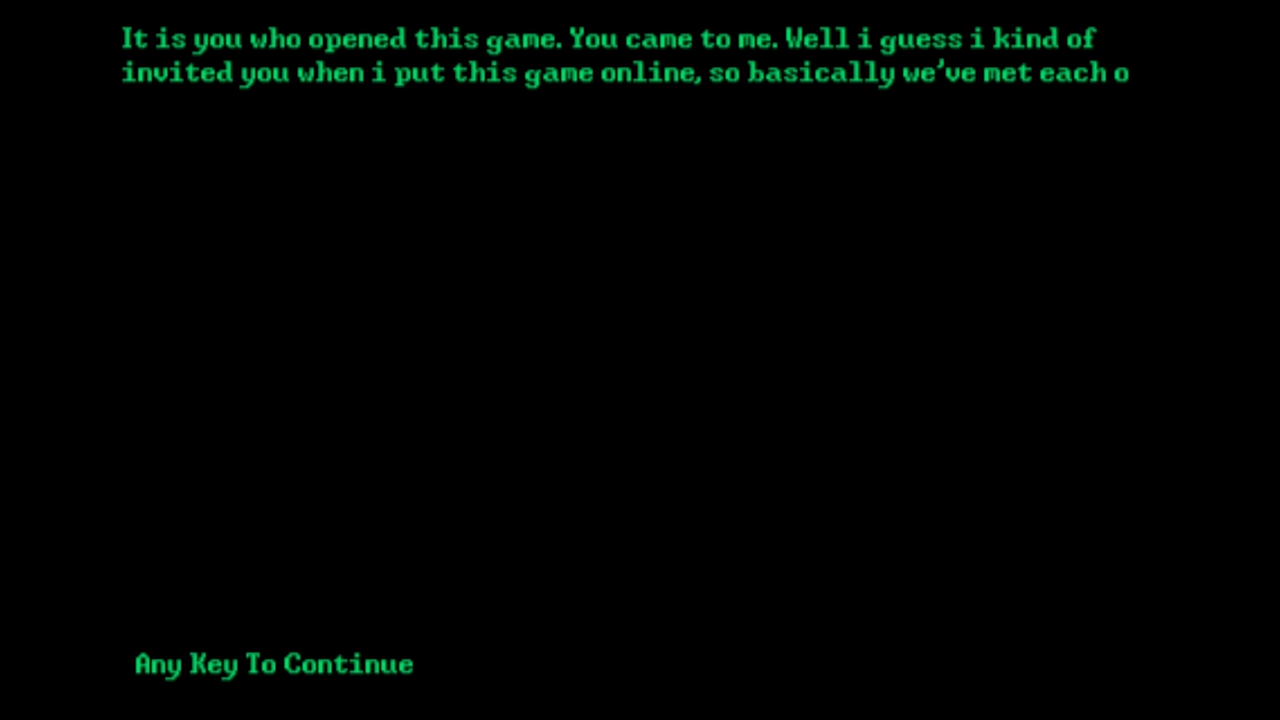 It is you who opened this game. You came to me. Well i guess i kind of
invited you when i put this game online, so basically we've met each o
Any Key To Continue